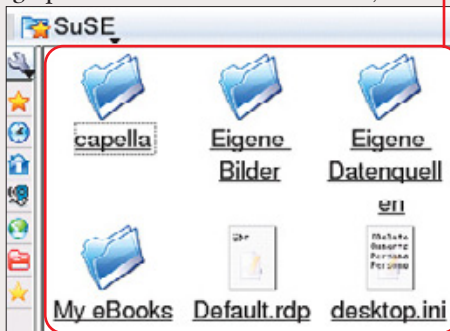 SuSE
capella
Eigene
Bilder
Eigene
Datenquell
en
My eBooks
Default.rdp
desktop.ini